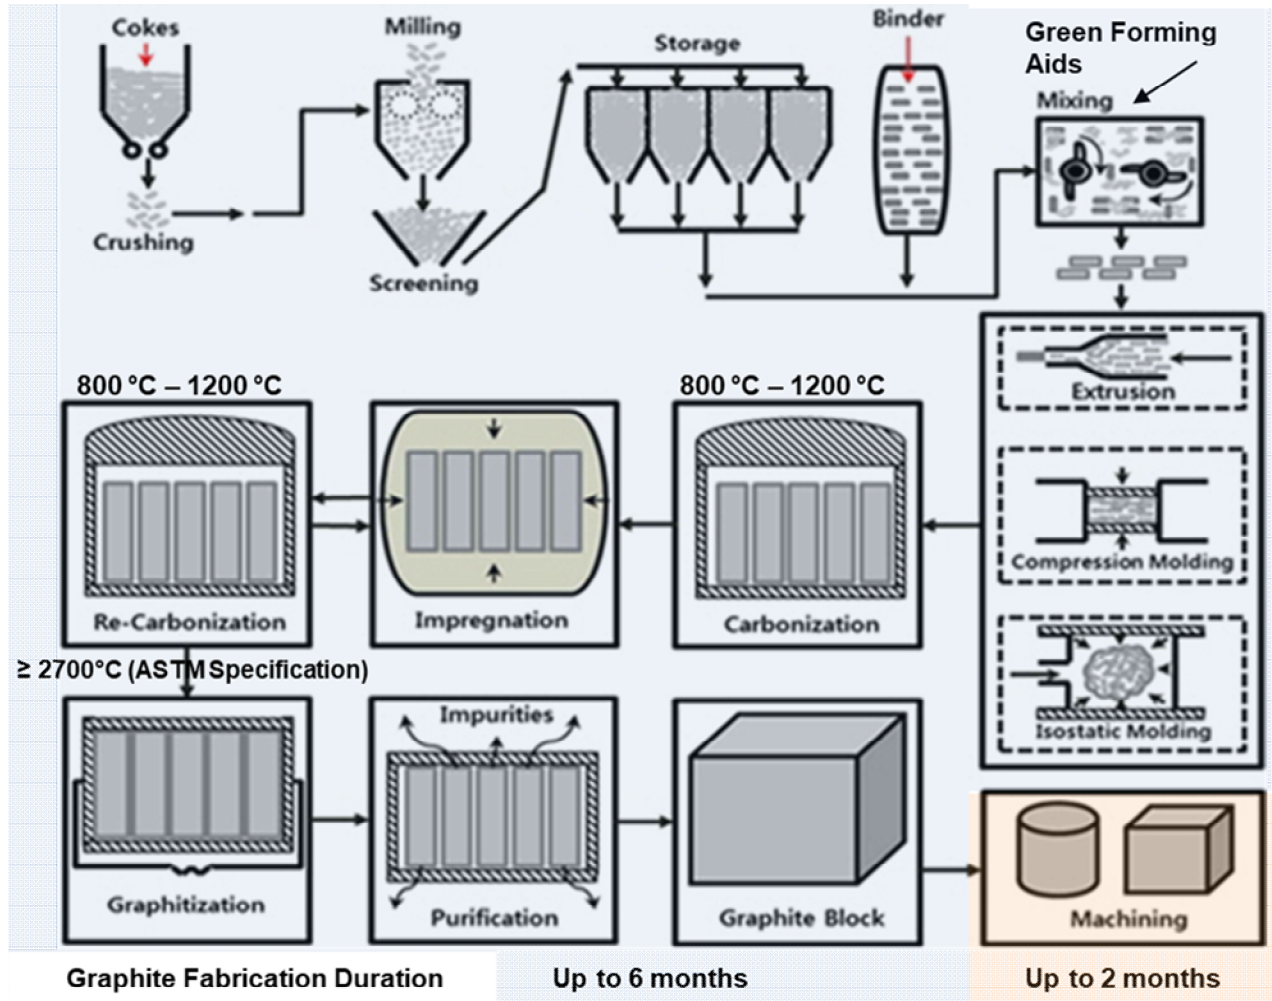 Cokes
Milling
Storage
Binder
Green Forming
Aids
Mixing
Crushing
Screening
Extrusion
Compression Molding
Isostatic Molding
800 °C – 1200 °C
800 °C – 1200 °C
Re-Carbonization
Impregnation
Carbonization
≥ 2700°C (ASTM Specification)
Graphitization
Impurities
Purification
Graphite Block
Machining
Graphite Fabrication Duration
Up to 6 months
Up to 2 months